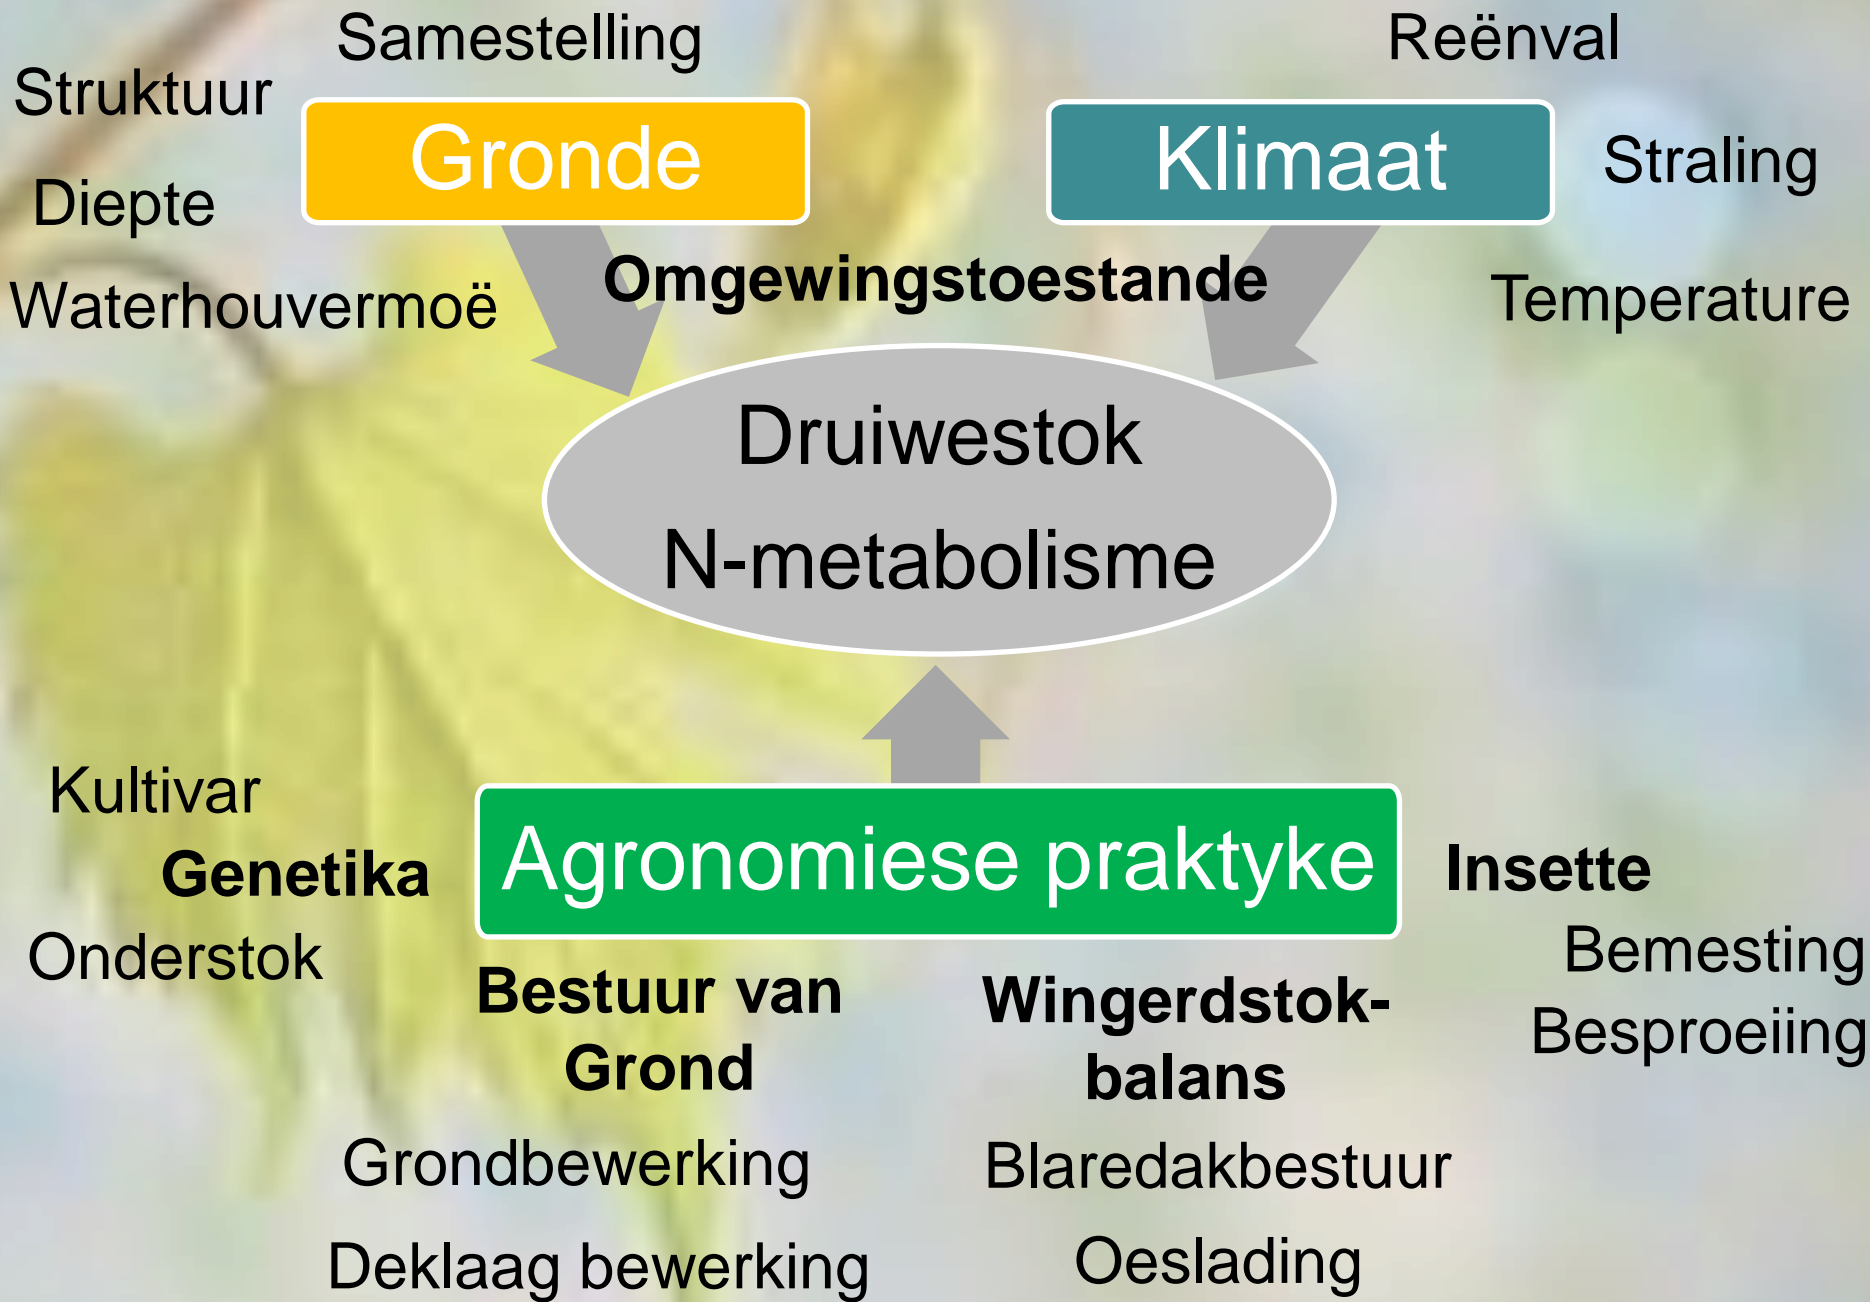 Samestelling
Struktuur
Gronde
Diepte
Waterhouvermoë
Reënval
Klimaat
Straling
Temperature
Omgewingstoestande
Druiwestok
N-metabolisme
Agronomiese praktyke
Kultivar
Genetika
Onderstok
Bestuur van
Grond
Grondbewerking
Deklaag bewerking
Wingerdstok-
balans
Blaredakbestuur
Oeslading
Insette
Bemesting
Besproeiing